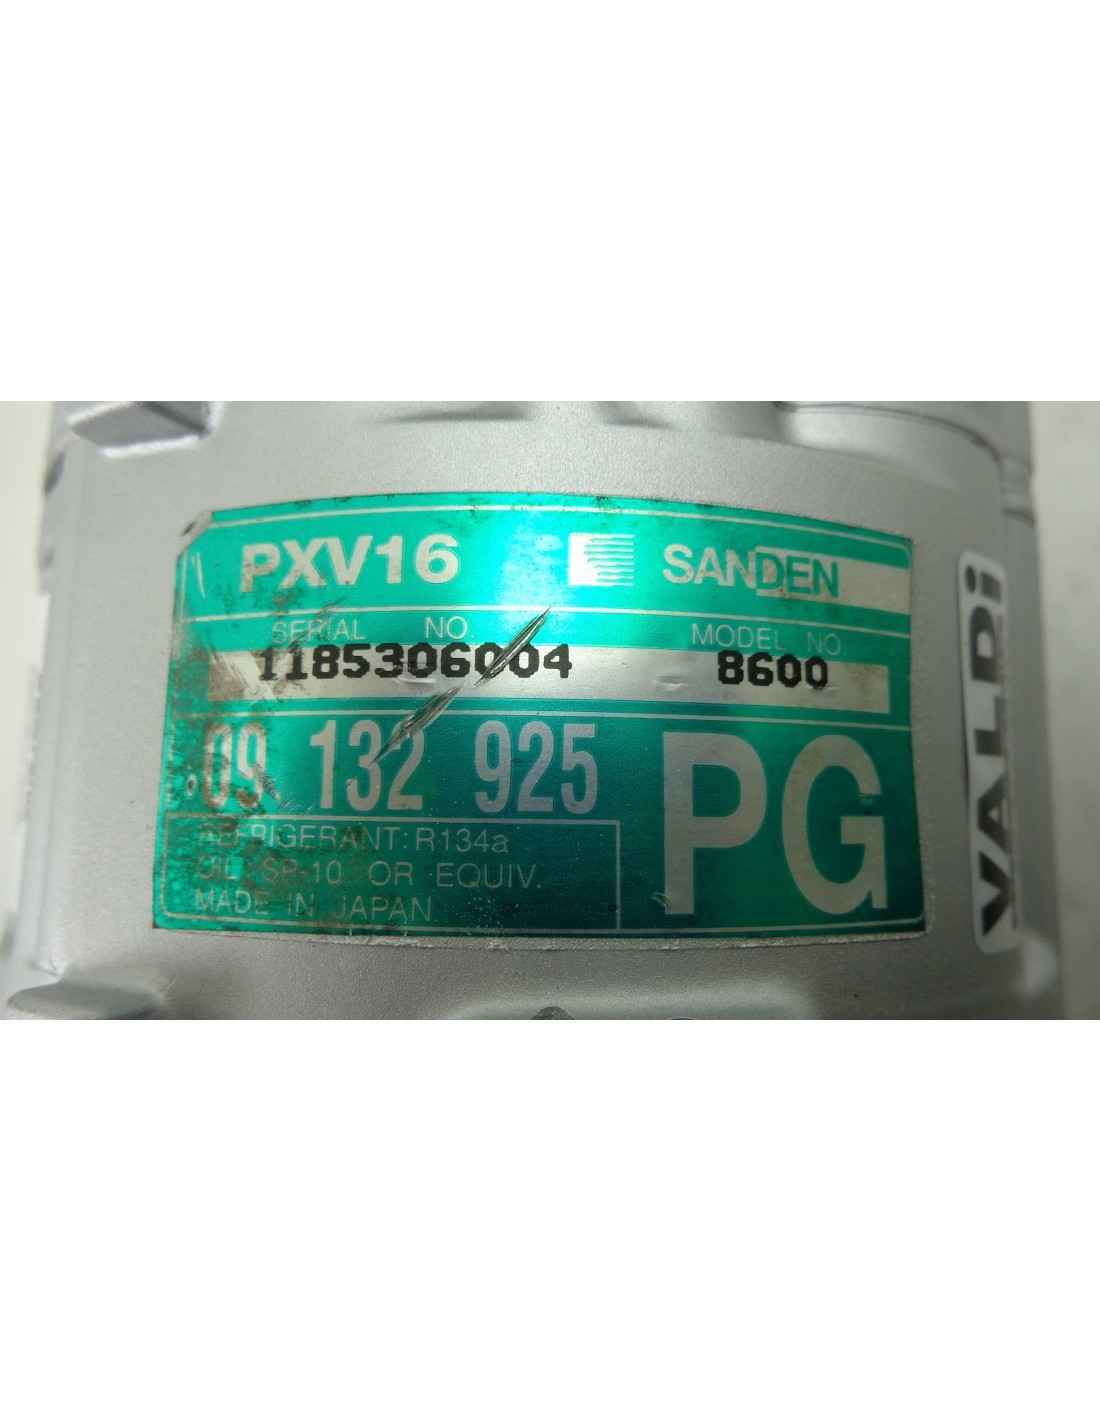 PXV16 SANDEN
SERIAL NO. MODEL NO.
1185306004 8600
09 132 925 PG
REFRIGERANT: R134a
OIL SP-10 OR EQUIV.
MADE IN JAPAN
VALDi